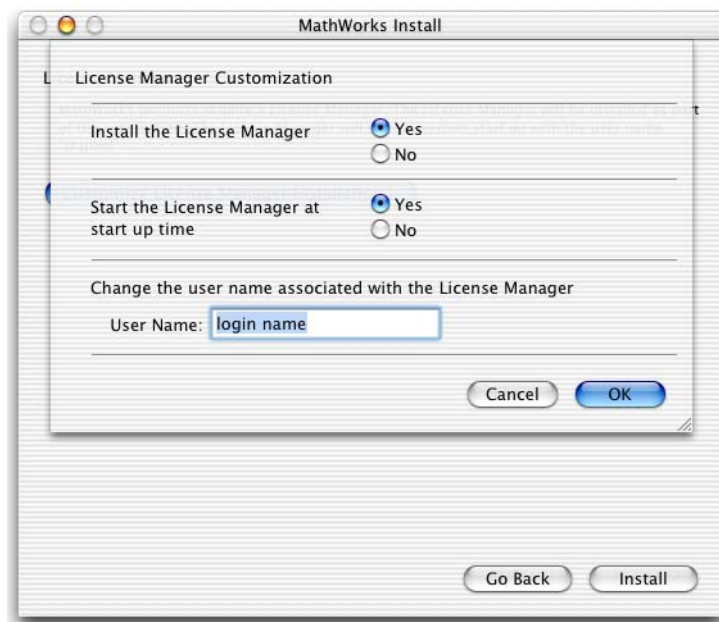 MathWorks Install
License Manager Customization
Install the License Manager
Yes
No
Start the License Manager at
start up time
Yes
No
Change the user name associated with the License Manager
User Name: login name
Cancel
OK
Go Back
Install